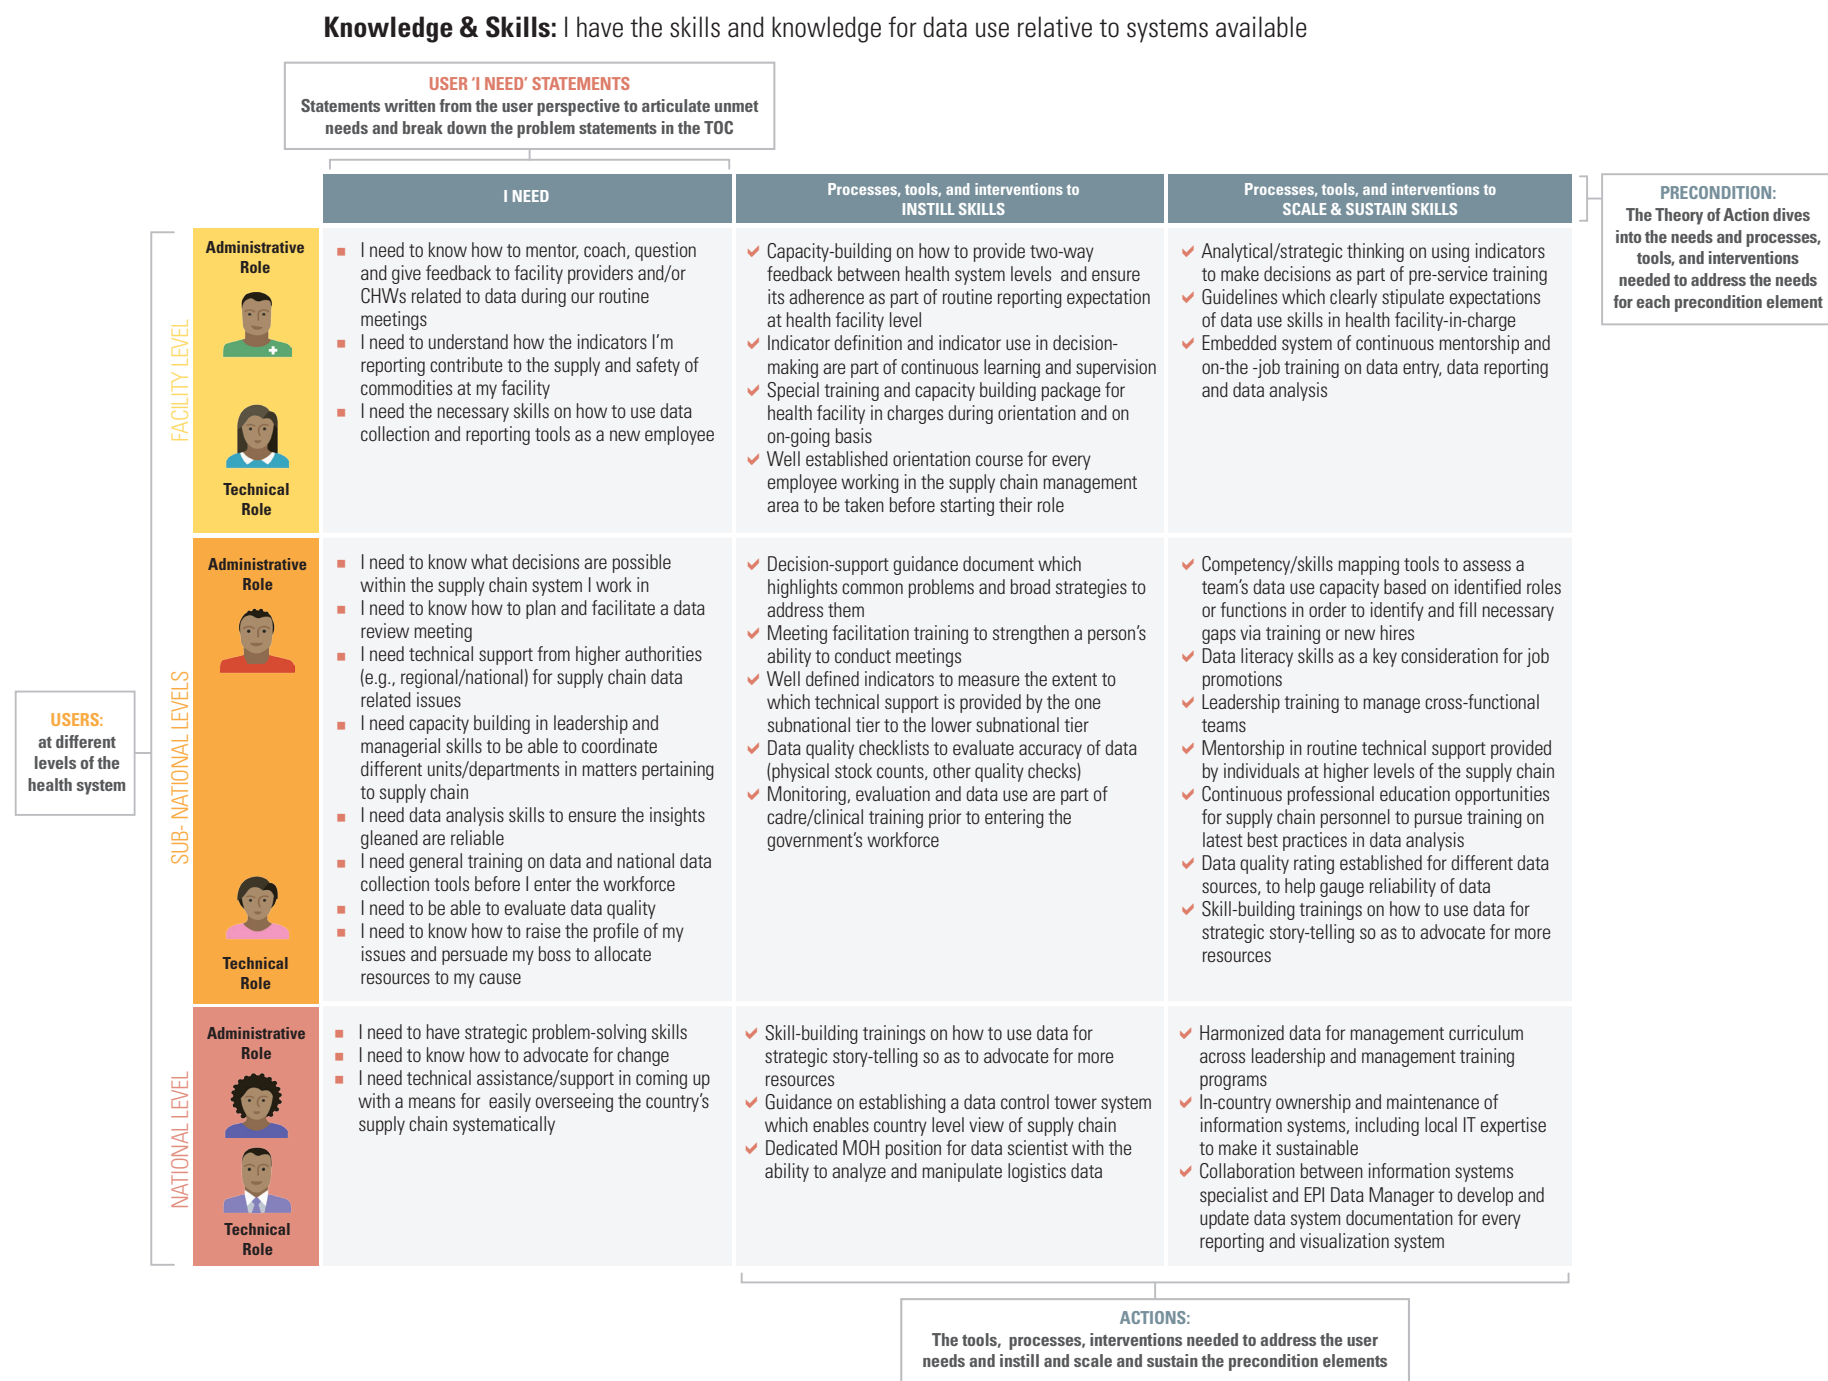 Knowledge & Skills: I have the skills and knowledge for data use relative to systems available
USER 'I NEED' STATEMENTS
Statements written from the user perspective to articulate unmet
needs and break down the problem statements in the TOC
I NEED
Processes, tools, and interventions to
INSTILL SKILLS
Processes, tools, and interventions to
SCALE & SUSTAIN SKILLS
PRECONDITION:
The Theory of Action dives
into the needs and processes,
tools, and interventions
needed to address the needs
for each precondition element
USERS:
at different
levels of the
health system
FACILITY LEVEL
Administrative
Role
Technical
Role
I need to know how to mentor, coach, question
and give feedback to facility providers and/or
CHWs related to data during our routine
meetings
I need to understand how the indicators I'm
reporting contribute to the supply and safety of
commodities at my facility
I need the necessary skills on how to use data
collection and reporting tools as a new employee
Capacity-building on how to provide two-way
feedback between health system levels and ensure
its adherence as part of routine reporting expectation
at health facility level
Indicator definition and indicator use in decision-
making are part of continuous learning and supervision
Special training and capacity building package for
health facility in charges during orientation and on
on-going basis
Well established orientation course for every
employee working in the supply chain management
area to be taken before starting their role
Analytical/strategic thinking on using indicators
to make decisions as part of pre-service training
Guidelines which clearly stipulate expectations
of data use skills in health facility-in-charge
Embedded system of continuous mentorship and
on-the -job training on data entry, data reporting
and data analysis
SUB- NATIONAL LEVELS
Administrative
Role
Technical
Role
I need to know what decisions are possible
within the supply chain system I work in
I need to know how to plan and facilitate a data
review meeting
I need technical support from higher authorities
(e.g., regional/national) for supply chain data
related issues
I need capacity building in leadership and
managerial skills to be able to coordinate
different units/departments in matters pertaining
to supply chain
I need data analysis skills to ensure the insights
gleaned are reliable
I need general training on data and national data
collection tools before I enter the workforce
I need to be able to evaluate data quality
I need to know how to raise the profile of my
issues and persuade my boss to allocate
resources to my cause
Decision-support guidance document which
highlights common problems and broad strategies to
address them
Meeting facilitation training to strengthen a person's
ability to conduct meetings
Well defined indicators to measure the extent to
which technical support is provided by the one
subnational tier to the lower subnational tier
Data quality checklists to evaluate accuracy of data
(physical stock counts, other quality checks)
Monitoring, evaluation and data use are part of
cadre/clinical training prior to entering the
government's workforce
Competency/skills mapping tools to assess a
team's data use capacity based on identified roles
or functions in order to identify and fill necessary
gaps via training or new hires
Data literacy skills as a key consideration for job
promotions
Leadership training to manage cross-functional
teams
Mentorship in routine technical support provided
by individuals at higher levels of the supply chain
Continuous professional education opportunities
for supply chain personnel to pursue training on
latest best practices in data analysis
Data quality rating established for different data
sources, to help gauge reliability of data
Skill-building trainings on how to use data for
strategic story-telling so as to advocate for more
resources
NATIONAL LEVEL
Administrative
Role
Technical
Role
I need to have strategic problem-solving skills
I need to know how to advocate for change
I need technical assistance/support in coming up
with a means for easily overseeing the country's
supply chain systematically
Skill-building trainings on how to use data for
strategic story-telling so as to advocate for more
resources
Guidance on establishing a data control tower system
which enables country level view of supply chain
Dedicated MOH position for data scientist with the
ability to analyze and manipulate logistics data
Harmonized data for management curriculum
across leadership and management training
programs
In-country ownership and maintenance of
information systems, including local IT expertise
to make it sustainable
Collaboration between information systems
specialist and EPI Data Manager to develop and
update data system documentation for every
reporting and visualization system
ACTIONS:
The tools, processes, interventions needed to address the user
needs and instill and scale and sustain the precondition elements